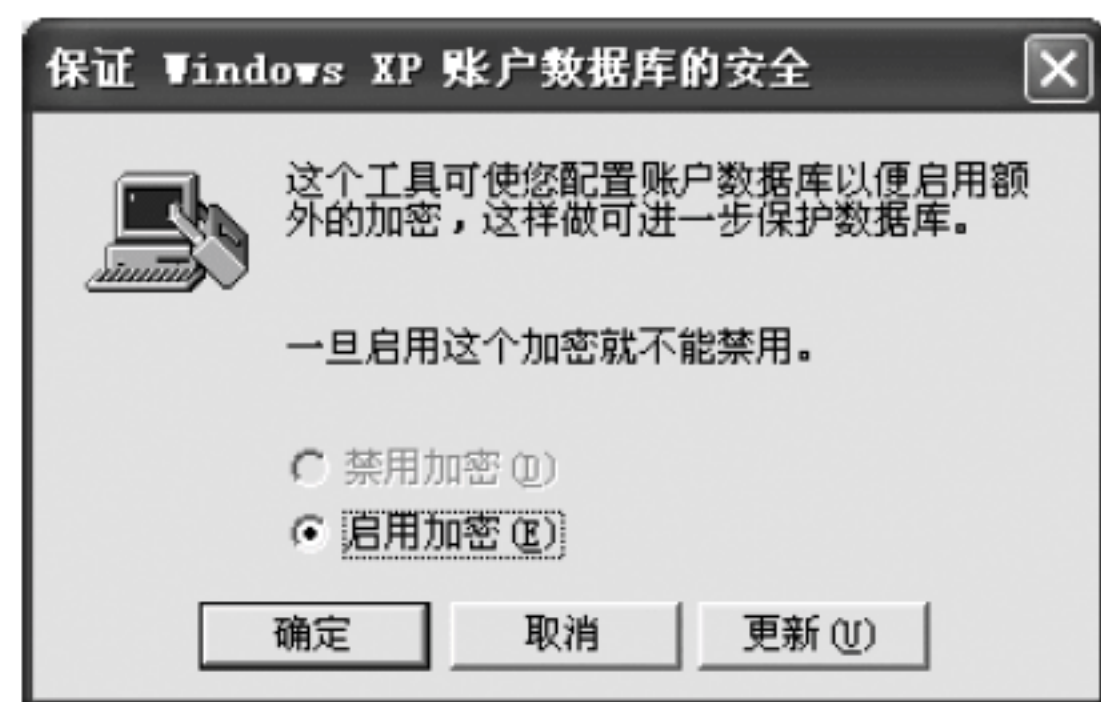 保证 Windows XP 账户数据库的安全
这个工具可使您配置账户数据库以便启用额
外的加密，这样做可进一步保护数据库。
一旦启用这个加密就不能禁用。
禁用加密(D)
启用加密(E)
确定 取消 更新(U)